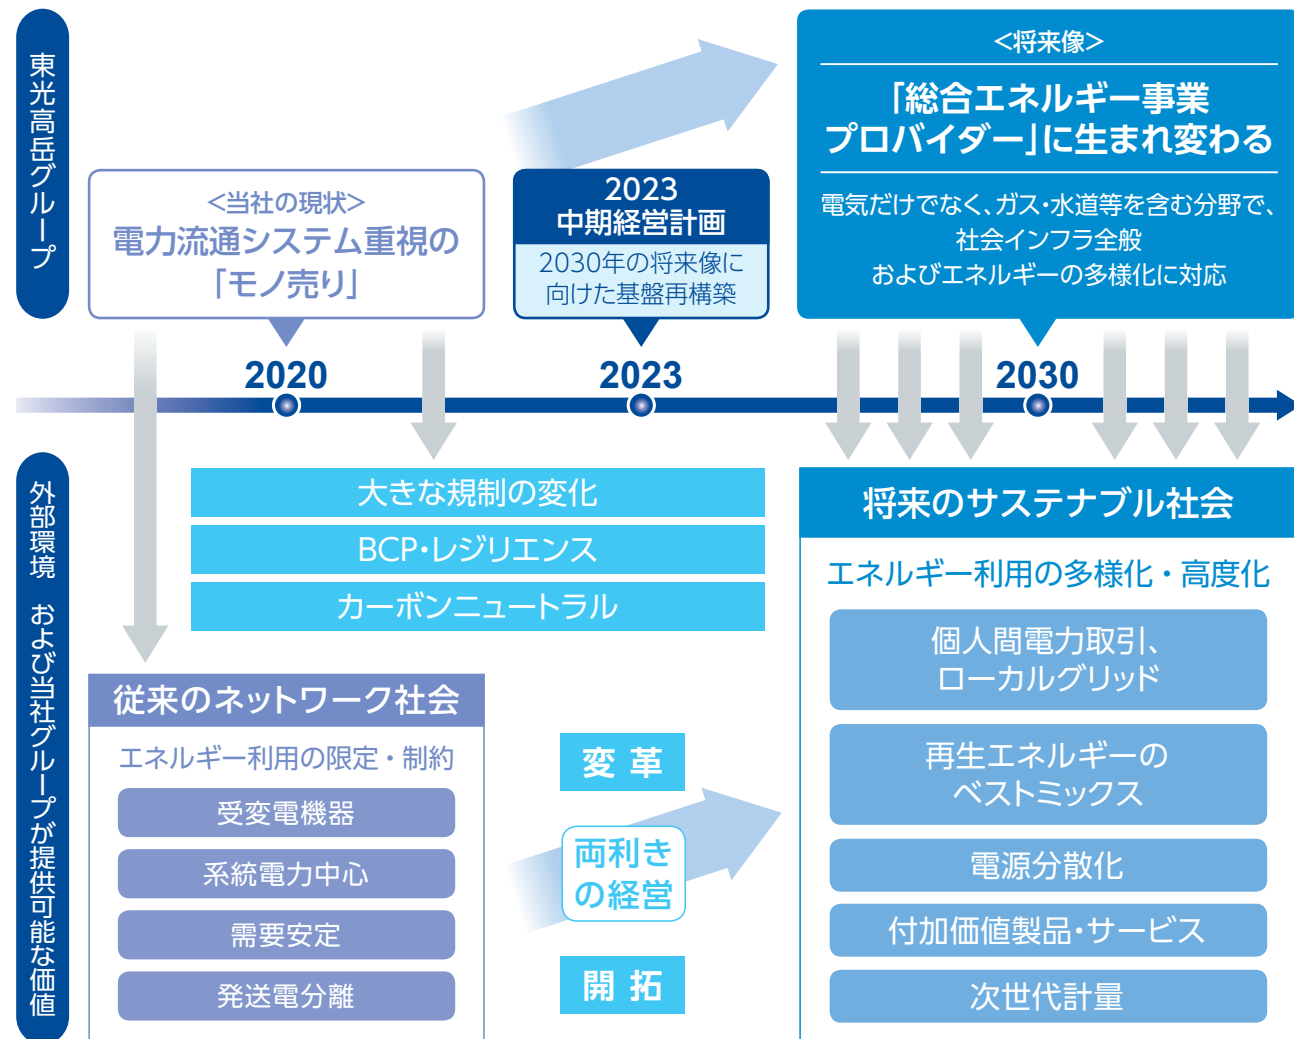 東光高岳グループ
<当社の現状>
電力流通システム重視の
「モノ売り」
2023
中期経営計画
2030年の将来像に
向けた基盤再構築
<将来像>
「総合エネルギー事業
プロバイダー」に生まれ変わる
電気だけでなく、ガス・水道等を含む分野で、
社会インフラ全般
およびエネルギーの多様化に対応
2020
2023
2030
外部環境 および当社グループが提供可能な価値
大きな規制の変化
BCP・レジリエンス
カーボンニュートラル
従来のネットワーク社会
エネルギー利用の限定・制約
受変電機器
系統電力中心
需要安定
発送電分離
変革
両利き
の経営
開拓
将来のサステナブル社会
エネルギー利用の多様化・高度化
個人間電力取引、
ローカルグリッド
再生エネルギーの
ベストミックス
電源分散化
付加価値製品・サービス
次世代計量